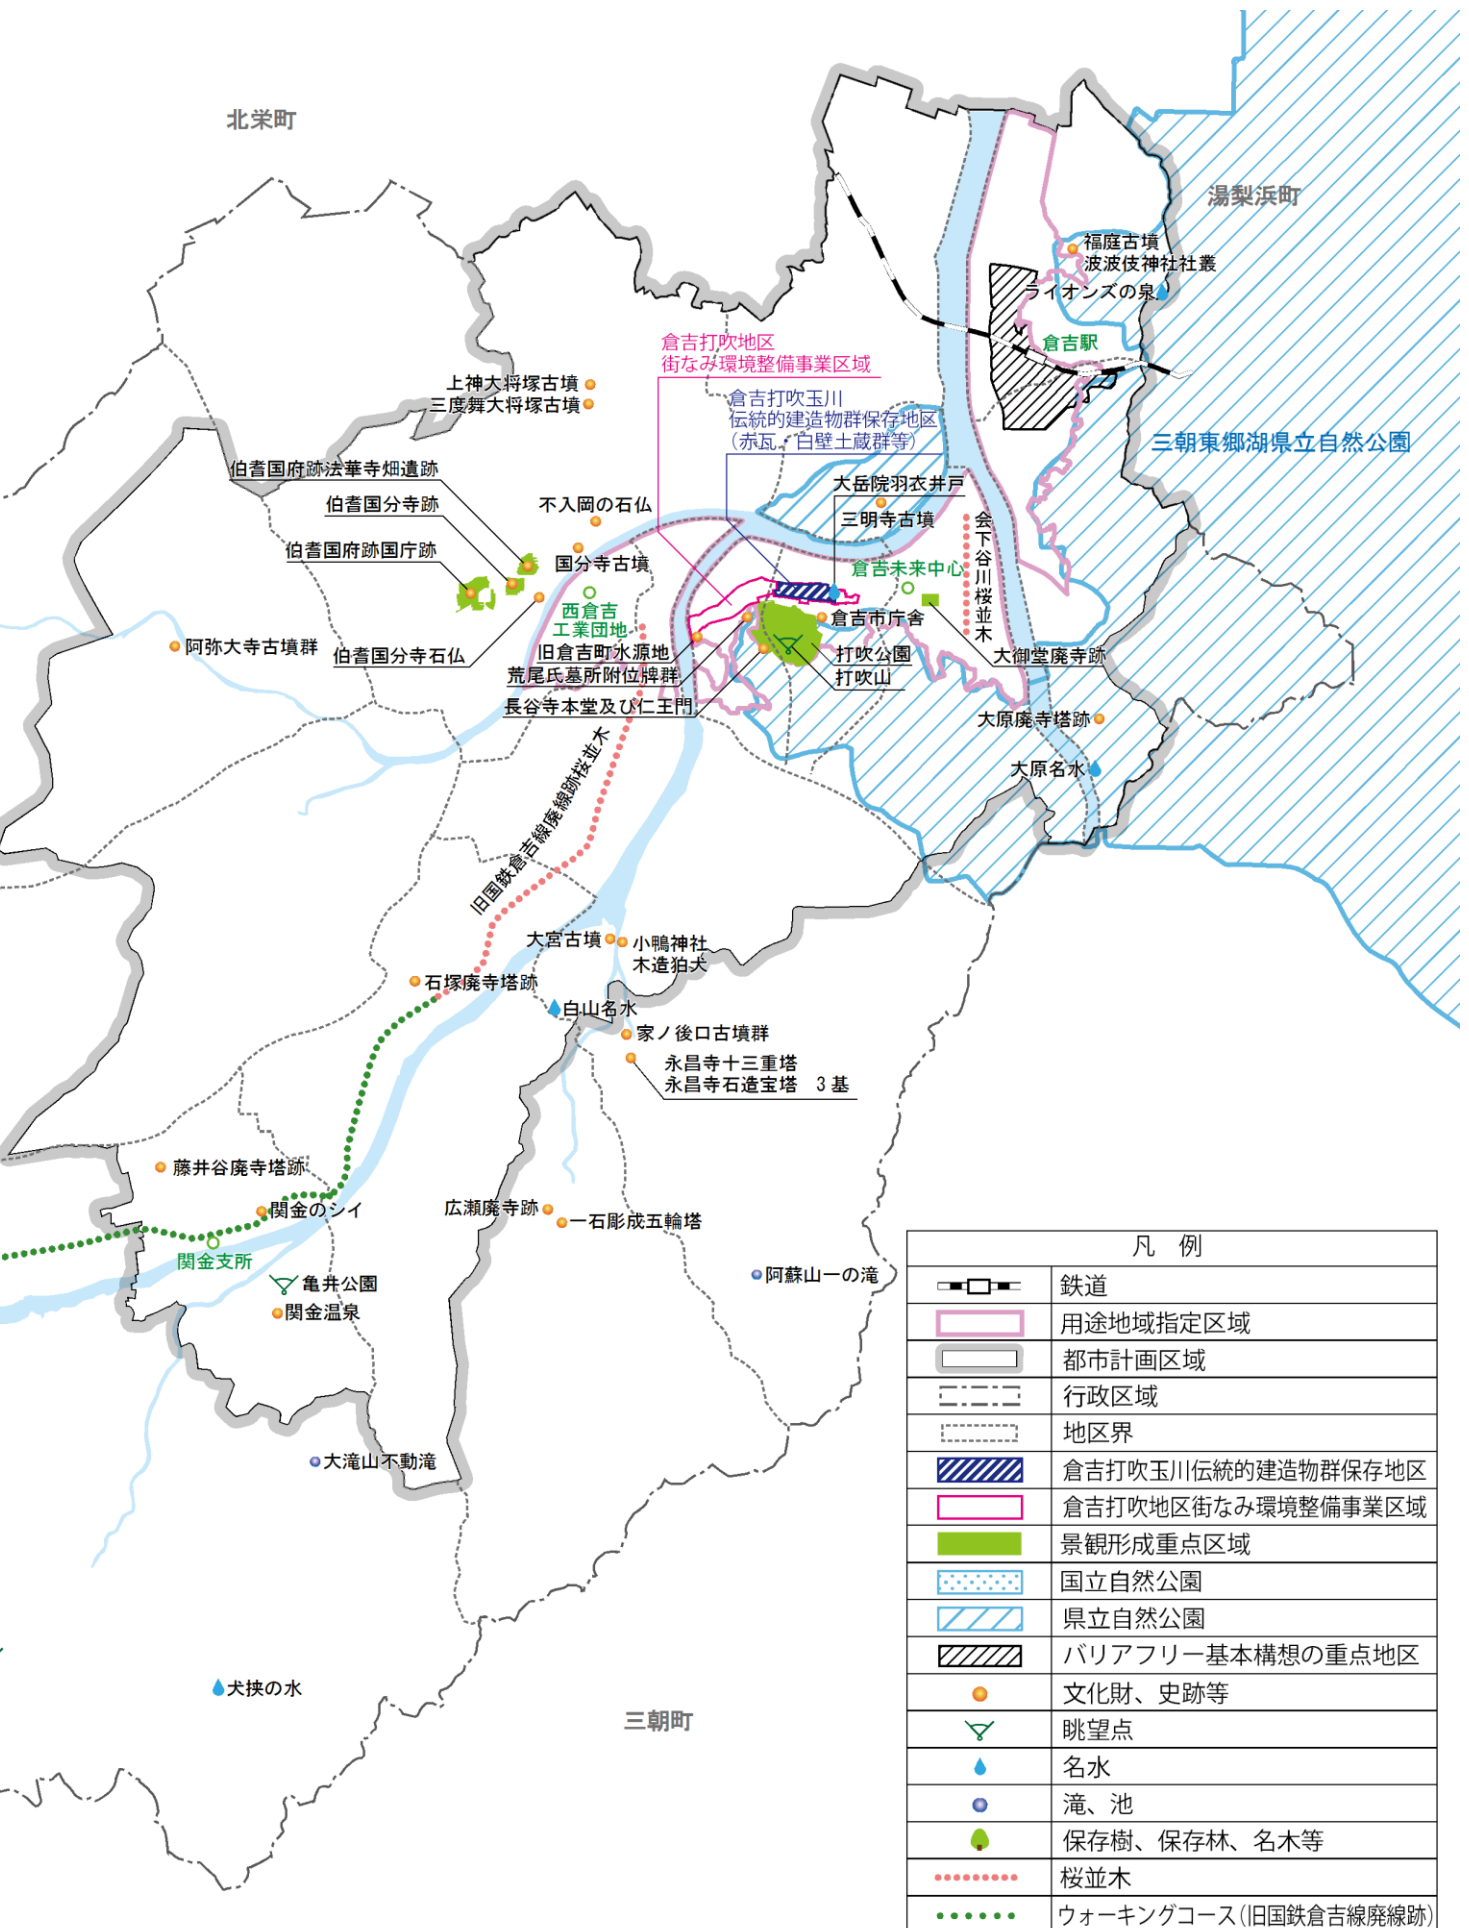 北栄町
湯梨浜町
福庭古墳
波波伎神社社叢
ライオンズの泉
倉吉駅
倉吉打吹地区
街なみ環境整備事業区域
上神大将塚古墳
三度舞大将塚古墳
倉吉打吹玉川
伝統的建造物群保存地区
(赤瓦、白壁土蔵群等)
三朝東郷湖県立自然公園
伯耆国府跡法華寺畑遺跡
伯耆国分寺跡
伯耆国府跡国庁跡
不入岡の石仏
国分寺古墳
大岳院羽衣井戸
三明寺古墳
会下谷川桜並木
倉吉未来中心
西倉吉
工業団地
倉吉市庁舎
阿弥大寺古墳群
伯耆国分寺石仏
旧倉吉町水源地
荒尾氏墓所附位牌群
長谷寺本堂及び仁王門
打吹公園
打吹山
大御堂廃寺跡
大原廃寺塔跡
大原名水
旧国鉄倉吉線廃線跡桜並木
大宮古墳
小鴨神社
木造狛犬
石塚廃寺塔跡
白山名水
家ノ後口古墳群
永昌寺十三重塔
永昌寺石造宝塔 3基
藤井谷廃寺塔跡
関金のシイ
広瀬廃寺跡
一石彫成五輪塔
関金支所
亀井公園
関金温泉
阿蘇山一の滝
大滝山不動滝
犬挟の水
三朝町
凡 例
鉄道
用途地域指定区域
都市計画区域
行政区域
地区界
倉吉打吹玉川伝統的建造物群保存地区
倉吉打吹地区街なみ環境整備事業区域
景観形成重点区域
国立自然公園
県立自然公園
バリアフリー基本構想の重点地区
文化財、史跡等
眺望点
名水
滝、池
保存樹、保存林、名木等
桜並木
ウォーキングコース(旧国鉄倉吉線廃線跡)